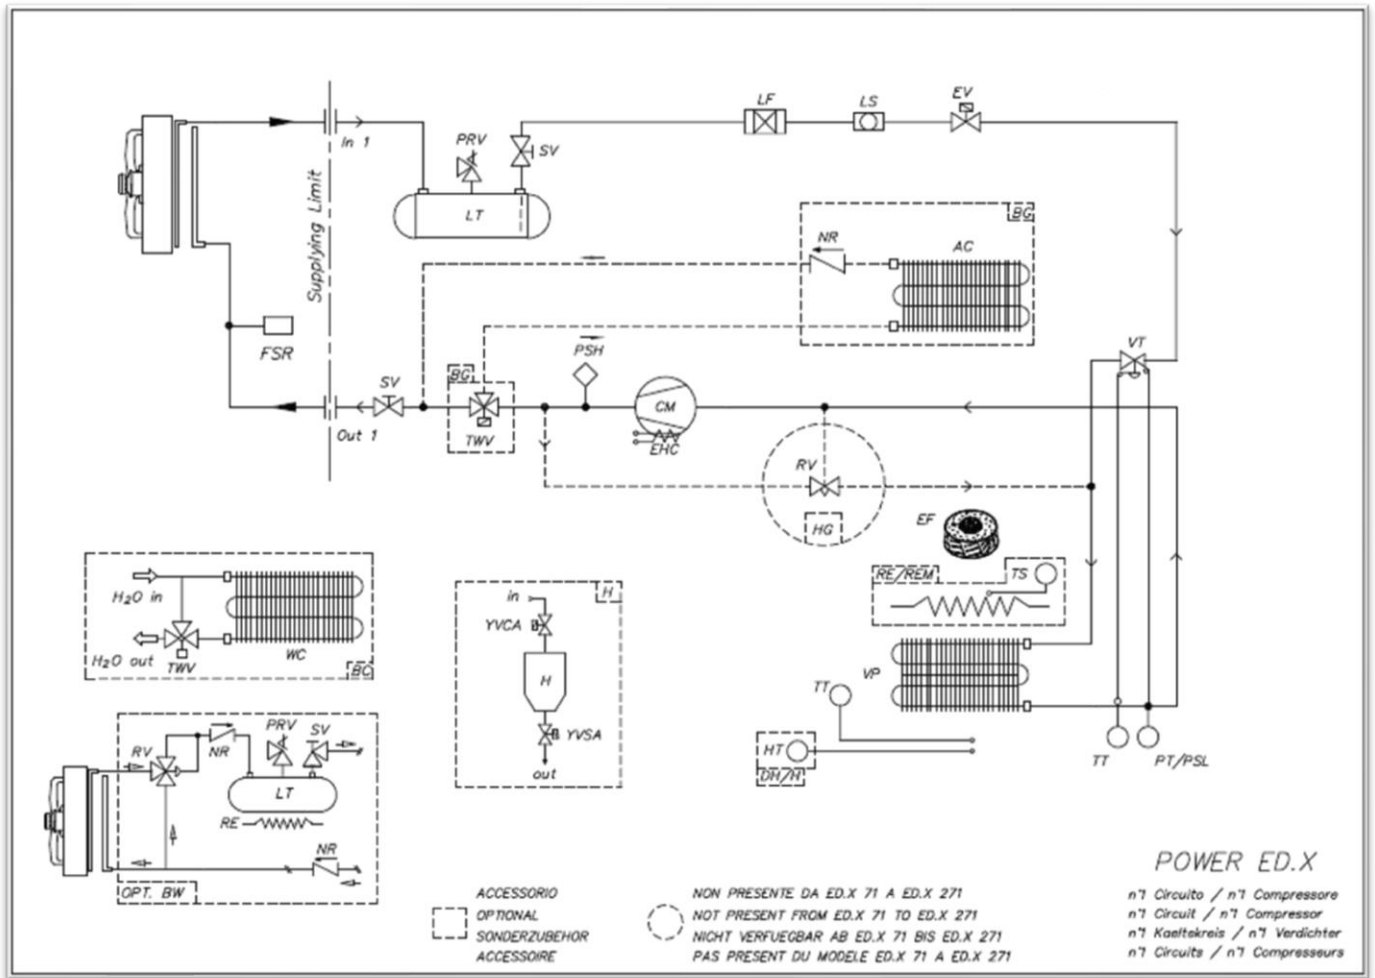 LF
LS
EV
In 1
PRV
SV
LT
Supplying Limit
BG
NR
AC
FSR
PSH
VT
SV
BG
CM
Out 1
TWV
EHC
RV
HG
EF
RE/REM
TS
H2O in
H2O out
TWV
WC
in
H
YVCA
H
YVSA
out
VP
TT
HT
DH/H
TT
PT/PSL
RV
NR
PRV
SV
LT
RE
NR
OPT. BW
POWER ED.X
n°1 Circuito / n°1 Compressore
n°1 Circuit / n°1 Compressor
n°1 Kaeltekreis / n°1 Verdichter
n°1 Circuits / n°1 Compresseurs
ACCESSORIO
OPTIONAL
SONDERZUBEHOR
ACCESSOIRE
NON PRESENTE DA ED.X 71 A ED.X 271
NOT PRESENT FROM ED.X 71 TO ED.X 271
NICHT VERFUEGBAR AB ED.X 71 BIS ED.X 271
PAS PRESENT DU MODELE ED.X 71 A ED.X 271